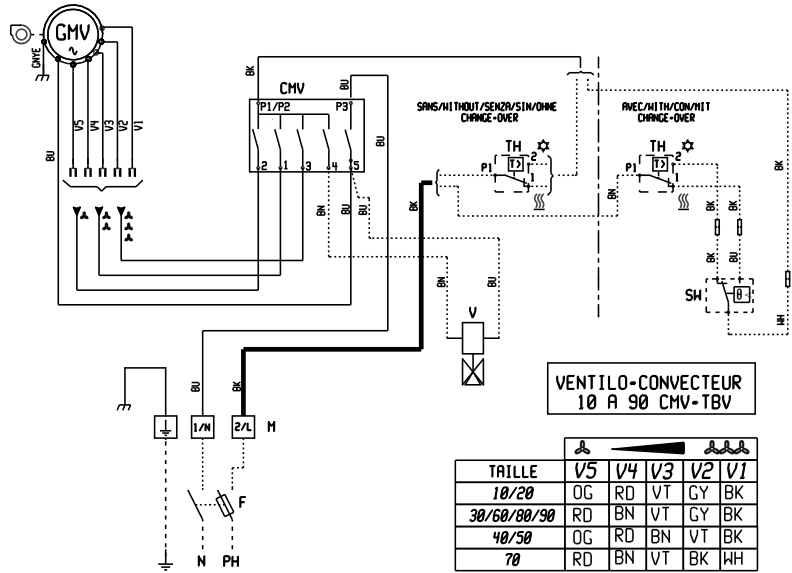 GMV
GNYE
V5
V4
V3
V2
V1
BU
BK
CMV
BU
P1/P2
P3
2
1
3
4
5
BU
BN
BU
BU
BK
SANS/WITHOUT/SENZA/SIN/OHNE
CHANGE-OVER
TH
P1
2
1
AVEC/WITH/CON/MIT
CHANGE-OVER
TH
P1
2
1
BN
BK
BK
BK
BK
BU
SW
WH
BN
BU
V
BU
BK
1/N
2/L
M
F
N
PH
VENTILO-CONVECTEUR
10 A 90 CMV-TBV
TAILLE V5 V4 V3 V2 V1
10/20 OG RD VT GY BK
30/60/80/90 RD BN VT GY BK
40/50 OG RD BN VT BK
70 RD BN VT BK WH